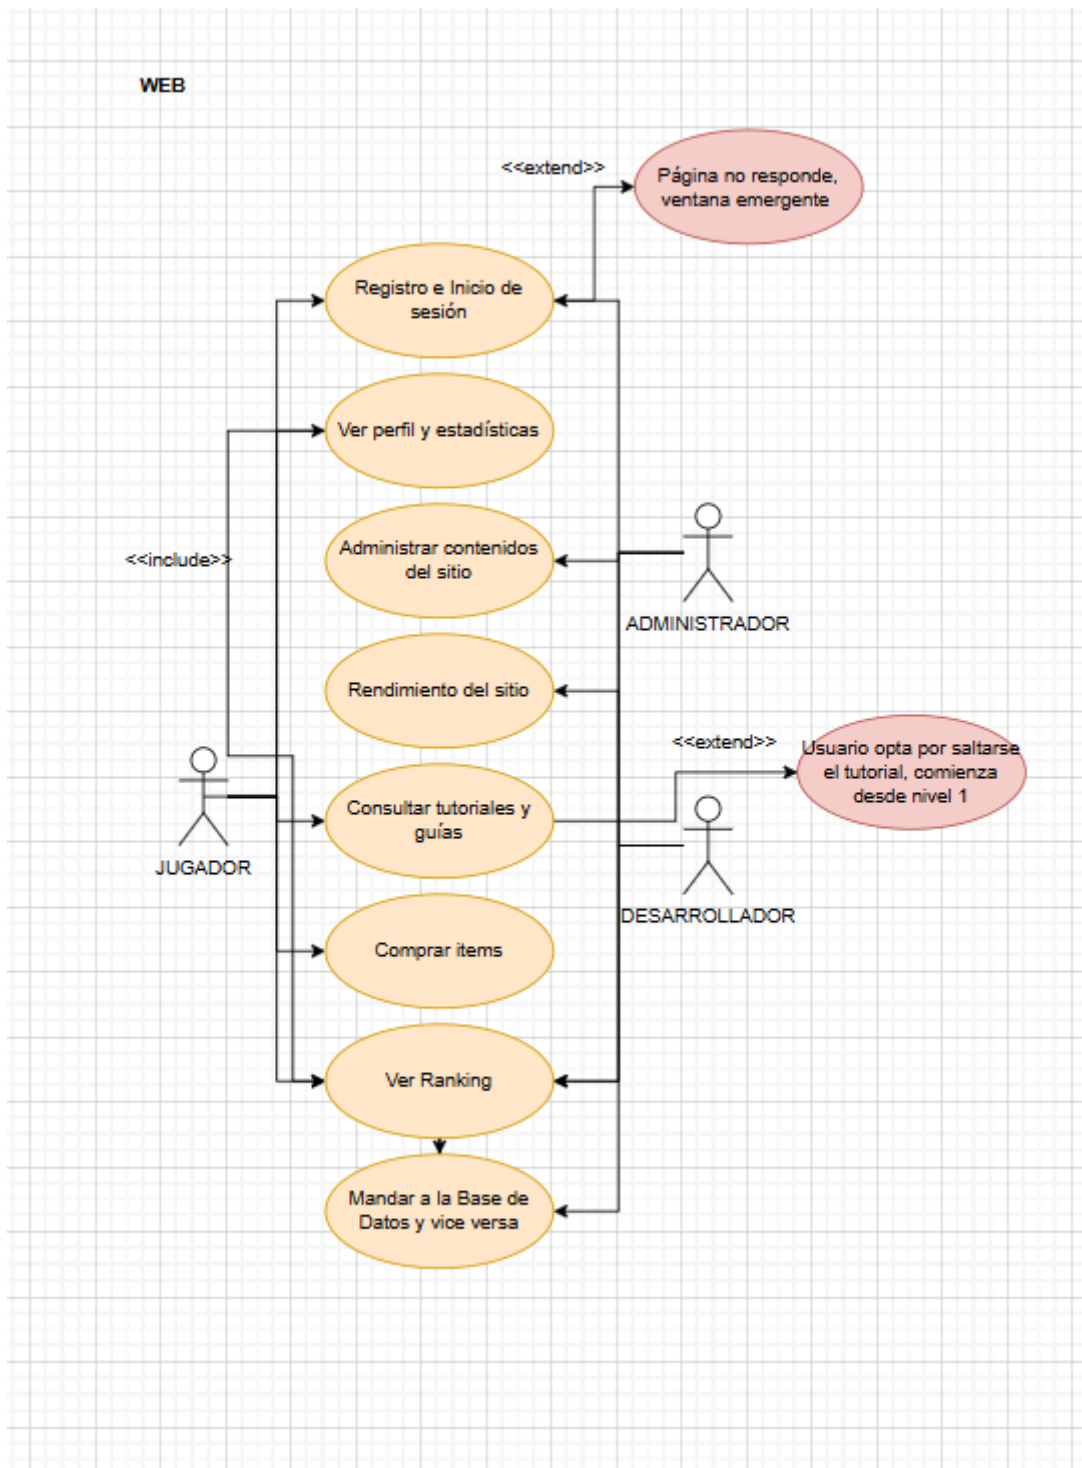 WEB
<<extend>>
Página no responde,
ventana emergente
Registro e Inicio de
sesión
Ver perfil y estadísticas
<<include>>
Administrar contenidos
del sitio
ADMINISTRADOR
Rendimiento del sitio
<<extend>>
Usuario opta por saltarse
el tutorial, comienza
desde nivel 1
Consultar tutoriales y
guías
JUGADOR
DESARROLLADOR
Comprar items
Ver Ranking
Mandar a la Base de
Datos y vice versa